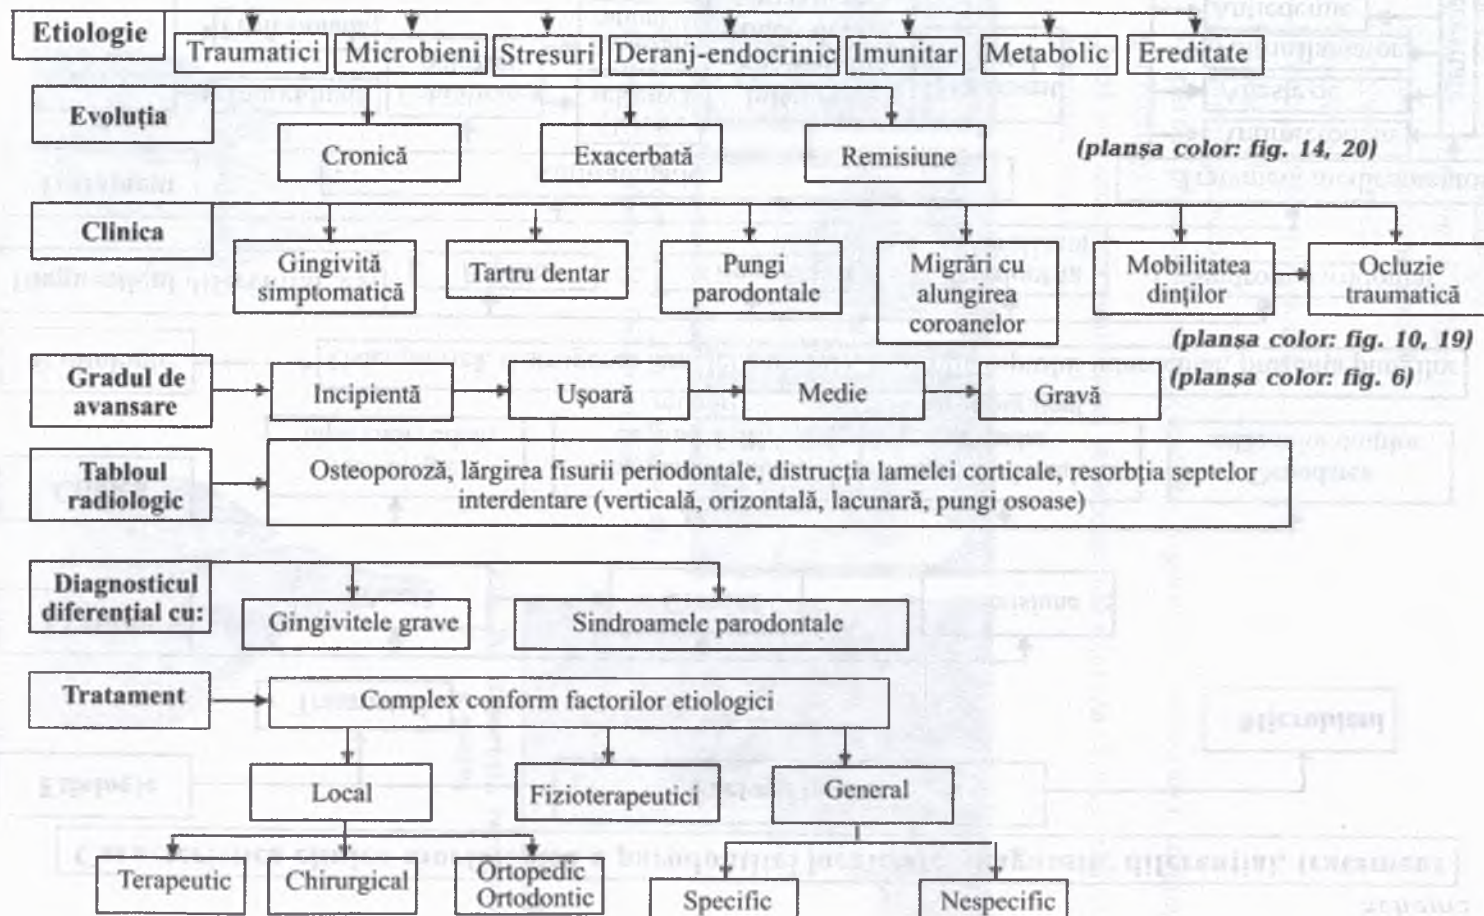 Etiologie
Traumatici Microbieni Stresuri Deranj-endocrinic Imunitar Metabolic Ereditate
Evoluția
Cronică Exacerbată Remisiune
(planșa color: fig. 14, 20)
Clinica
Gingivită
simptomatică
Tartru dentar
Pungi
parodontale
Migrări cu
alungirea
coroanelor
Mobilitatea
dinților
Ocluzie
traumatică
(planșa color: fig. 10, 19)
Gradul de
avansare
Incipientă Ușoară Medie Gravă
(planșa color: fig. 6)
Tabloul
radiologic
Osteoporoză, lărgirea fisurii periodontale, distrucția lamelei corticale, resorbția septelor
interdentare (verticală, orizontală, lacunară, pungi osoase)
Diagnosticul
diferențial cu:
Gingivitele grave Sindroamele parodontale
Tratament
Complex conform factorilor etiologici
Local Fizioterapeutici General
Terapeutic Chirurgical
Ortopedic
Ortodontic
Specific Nespecific